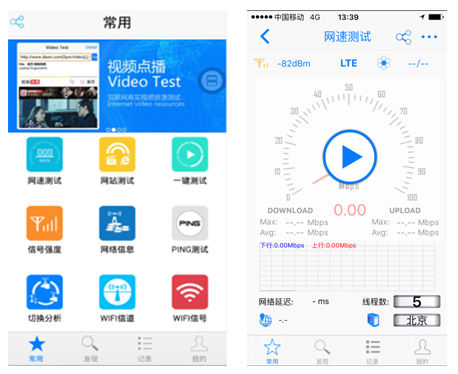 常用
Video Test
Detail
视频点播
Video Test
互联网真实视频资源测试
Internet video resources
网速测试
网站测试
一键测试
PING
信号强度
网络信息
PING测试
切换分析
WIFI信道
WIFI信号
常用
发现
记录
我的
中国移动 4G
13:39
网速测试
-82dBm
LTE
--/--
0
10
20
30
40
50
60
70
80
90
100
Mbps
DOWNLOAD
0.00
UPLOAD
Max: --.-- Mbps
Max: --.-- Mbps
Avg: --.-- Mbps
Avg: --.-- Mbps
下行:0.00Mbps
上行:0.00Mbps
网络延迟:
- ms
线程数:
5
-.-
北京
常用
发现
记录
我的